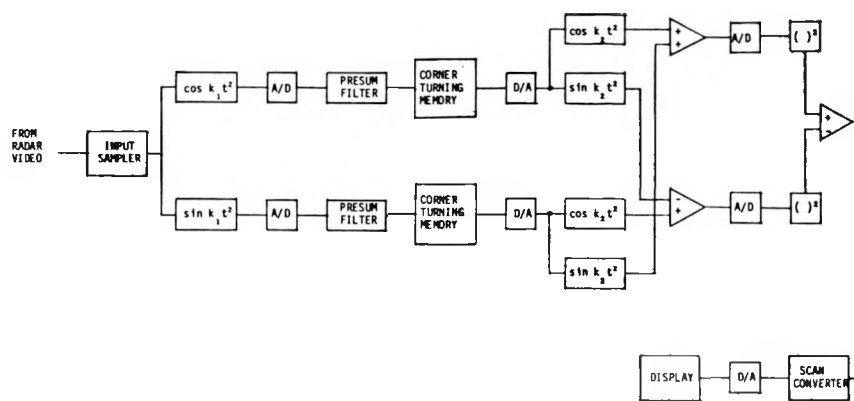 FROM
RADAR
VIDEO
INPUT
SAMPLER
cos k₁t²
A/D
PRESUM
FILTER
CORNER
TURNING
MEMORY
D/A
cos k₂t²
sin k₂t²
+
+
A/D
( )²
sin k₁t²
A/D
PRESUM
FILTER
CORNER
TURNING
MEMORY
D/A
cos k₂t²
sin k₂t²
-
+
A/D
( )²
+
-
DISPLAY
D/A
SCAN
CONVERTER